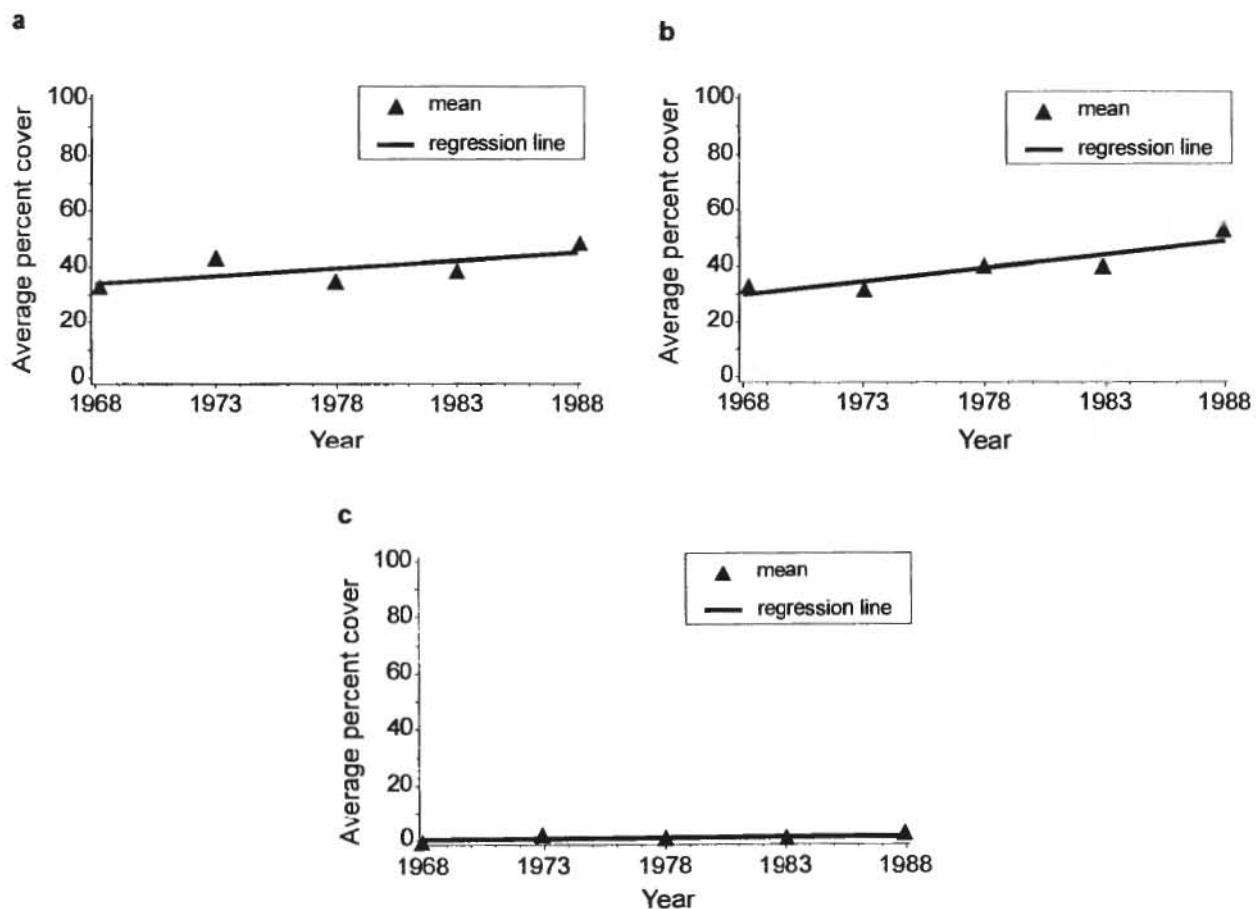 a
Average percent cover
100
80
60
40
20
0
mean
regression line
1968 1973 1978 1983 1988
Year
b
Average percent cover
100
80
60
40
20
0
mean
regression line
1968 1973 1978 1983 1988
Year
c
Average percent cover
100
80
60
40
20
0
mean
regression line
1968 1973 1978 1983 1988
Year